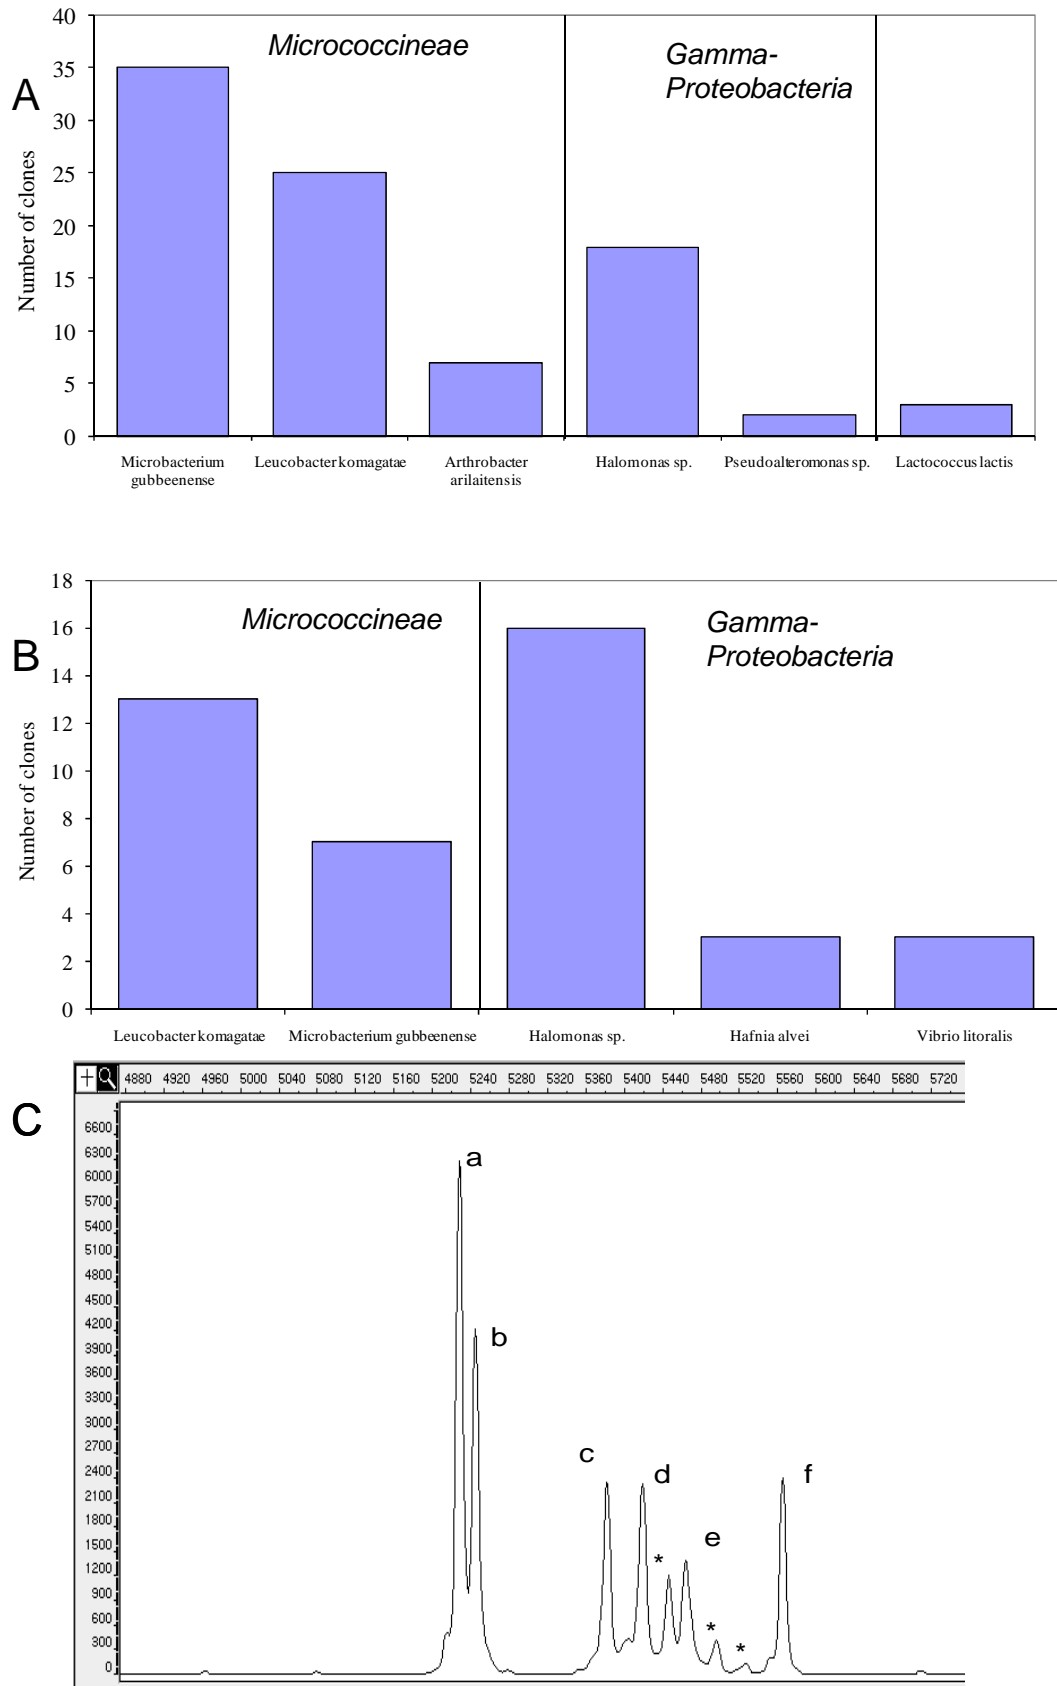 A
Number of clones
40
35
30
25
20
15
10
5
0
Micrococcineae
Gamma-
Proteobacteria
Microbacterium
gubbeenense
Leucobacter komagatae
Arthrobacter
arilaitensis
Halomonas sp.
Pseudoalteromonas sp.
Lactococcus lactis
B
Number of clones
18
16
14
12
10
8
6
4
2
0
Micrococcineae
Gamma-
Proteobacteria
Leucobacter komagatae
Microbacterium gubbeenense
Halomonas sp.
Hafnia alvei
Vibrio litoralis
C
4880 4920 4960 5000 5040 5080 5120 5160 5200 5240 5280 5320 5360 5400 5440 5480 5520 5560 5600 5640 5680 5720
6600
6300
6000
5700
5400
5100
4800
4500
4200
3900
3600
3300
3000
2700
2400
2100
1800
1500
1200
900
600
300
0
a
b
c
d
*
e
*
*
f